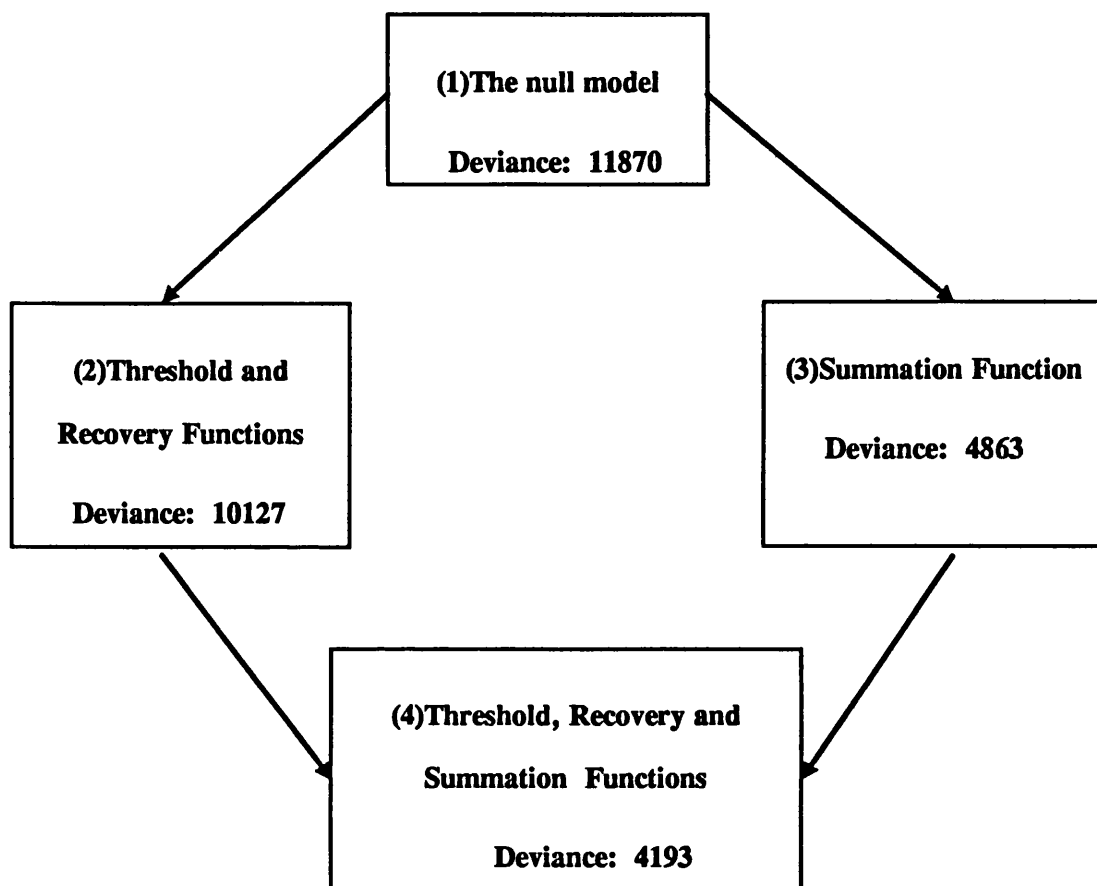 (1)The null model
Deviance: 11870
(2)Threshold and
Recovery Functions
Deviance: 10127
(3)Summation Function
Deviance: 4863
(4)Threshold, Recovery and
Summation Functions
Deviance: 4193